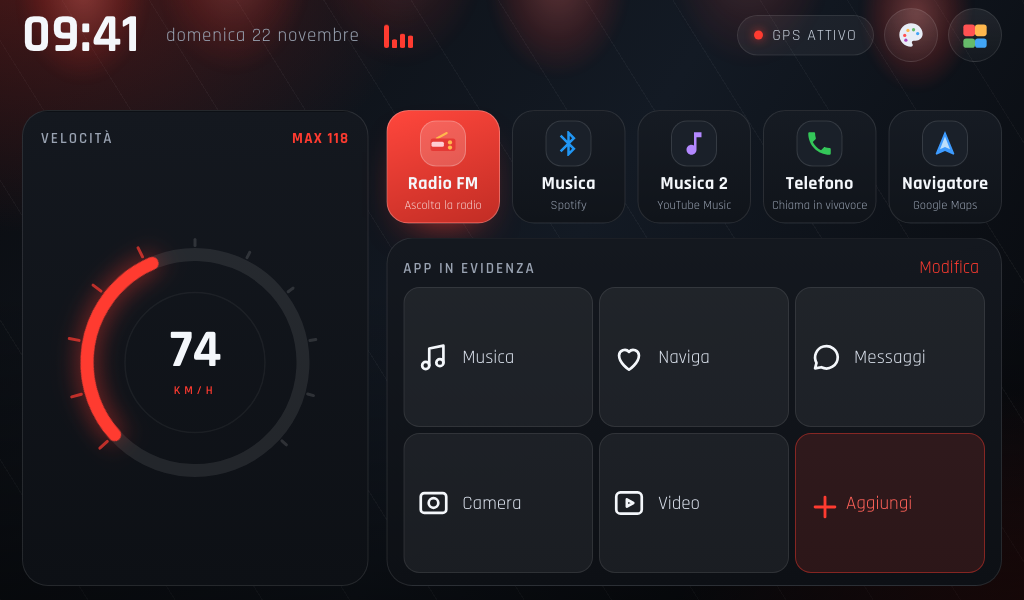 09:41
domenica 22 novembre
GPS ATTIVO
VELOCITÀ
MAX 118
74
KM/H
Radio FM
Ascolta la radio
Musica
Spotify
Musica 2
YouTube Music
Telefono
Chiama in vivavoce
Navigatore
Google Maps
APP IN EVIDENZA
Modifica
Musica
Naviga
Messaggi
Camera
Video
Aggiungi